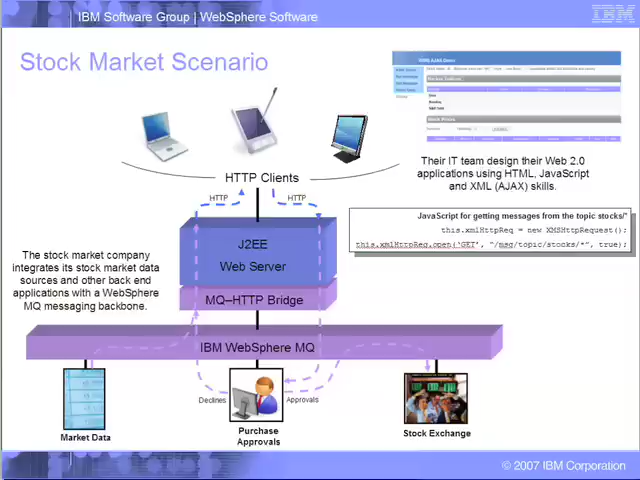 IBM Software Group | WebSphere Software
IBM
Stock Market Scenario
HTTP Clients
HTTP
HTTP
Their IT team design their Web 2.0
applications using HTML, JavaScript
and XML (AJAX) skills.
JavaScript for getting messages from the topic stocks/*
this.xmlHttpReq = new XMSHttpRequest();
this.xmlHttpReq.open('GET', "/msg/topic/stocks/*", true);
J2EE
Web Server
MQ–HTTP Bridge
The stock market company
integrates its stock market data
sources and other back end
applications with a WebSphere
MQ messaging backbone.
IBM WebSphere MQ
Declines
Approvals
Market Data
Purchase
Approvals
Stock Exchange
© 2007 IBM Corporation